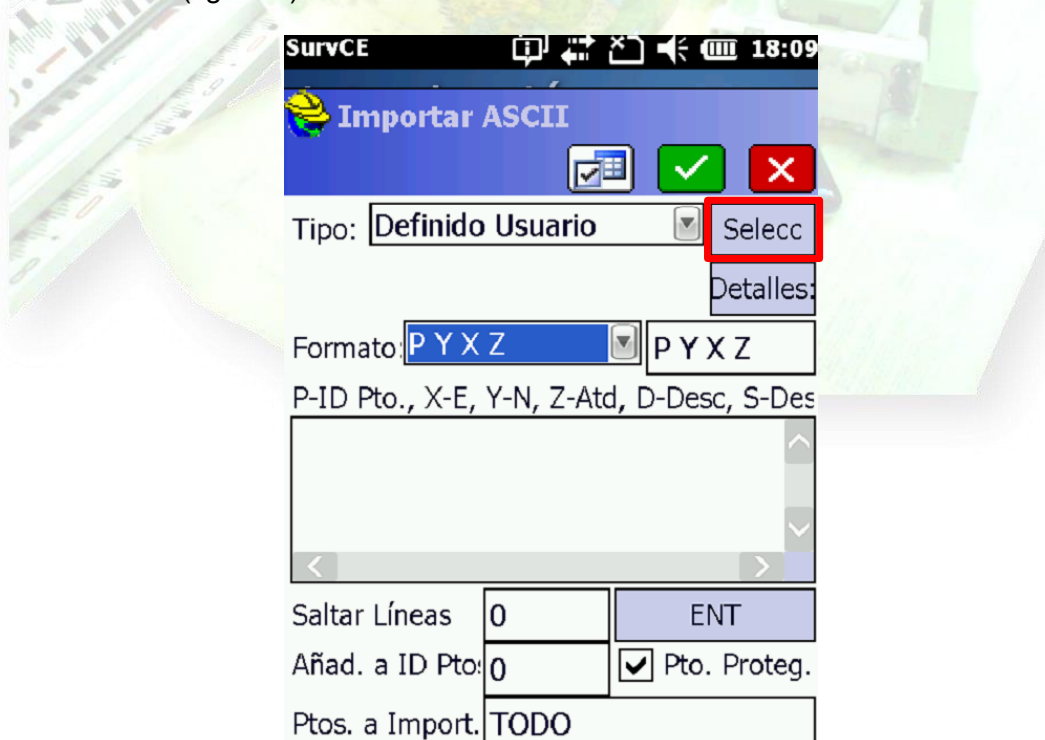 SurvCE 18:09
Importar ASCII
Tipo: Definido Usuario Selecc
Detalles:
Formato: P Y X Z P Y X Z
P-ID Pto., X-E, Y-N, Z-Atd, D-Desc, S-Des
Saltar Líneas 0 ENT
Añad. a ID Pto: 0 Pto. Proteg.
Ptos. a Import. TODO